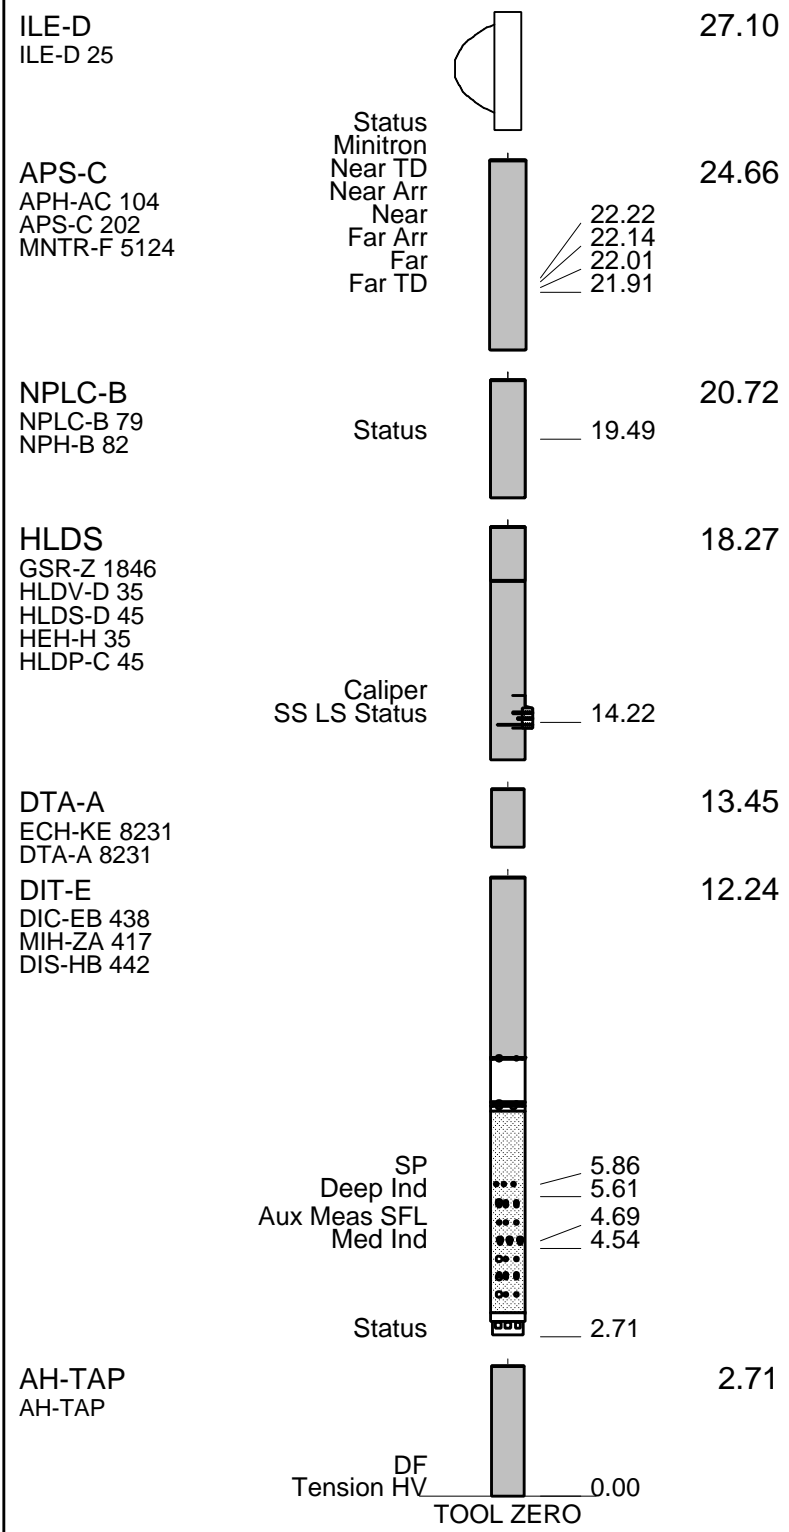 ILE-D 27.10
ILE-D 25
Status
Minitron
APS-C Near TD 24.66
APH-AC 104 Near Arr
APS-C 202 Near 22.22
MNTR-F 5124 Far Arr 22.14
Far 22.01
Far TD 21.91
NPLC-B 20.72
NPLC-B 79 Status 19.49
NPH-B 82
HLDS 18.27
GSR-Z 1846
HLDV-D 35
HLDS-D 45
HEH-H 35
HLDP-C 45
Caliper
SS LS Status 14.22
DTA-A 13.45
ECH-KE 8231
DTA-A 8231
DIT-E 12.24
DIC-EB 438
MIH-ZA 417
DIS-HB 442
SP 5.86
Deep Ind 5.61
Aux Meas SFL 4.69
Med Ind 4.54
Status 2.71
AH-TAP 2.71
AH-TAP
DF
Tension HV 0.00
TOOL ZERO